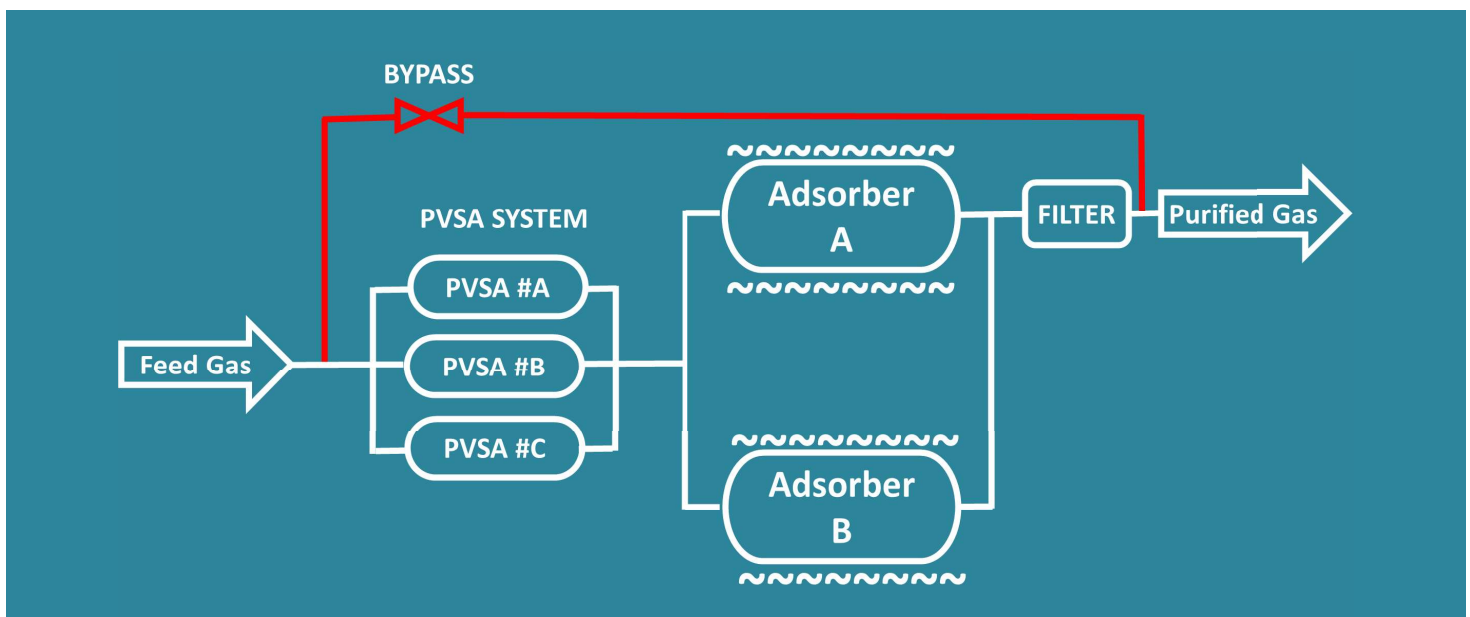 BYPASS
PVSA SYSTEM
PVSA #A
PVSA #B
PVSA #C
Feed Gas
Adsorber
A
Adsorber
B
FILTER
Purified Gas